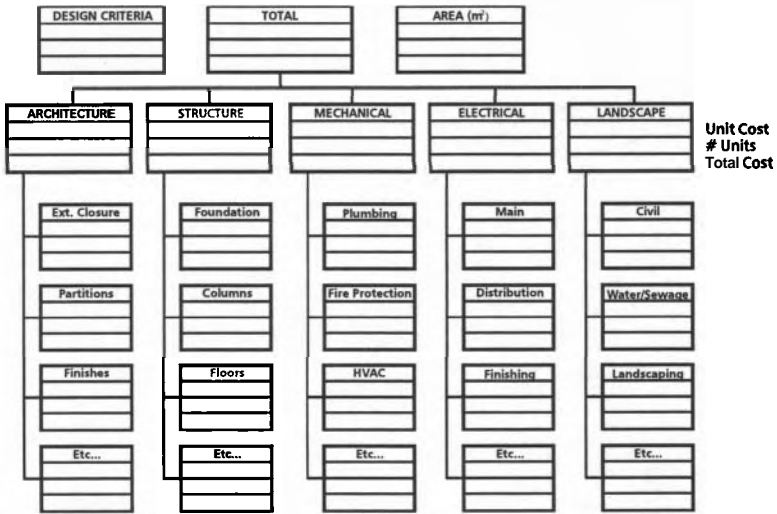 DESIGN CRITERIA
TOTAL
AREA (m²)
ARCHITECTURE
STRUCTURE
MECHANICAL
ELECTRICAL
LANDSCAPE
Unit Cost
# Units
Total Cost
Ext. Closure
Foundation
Plumbing
Main
Civil
Partitions
Columns
Fire Protection
Distribution
Water/Sewage
Finishes
Floors
HVAC
Finishing
Landscaping
Etc...
Etc...
Etc...
Etc...
Etc...